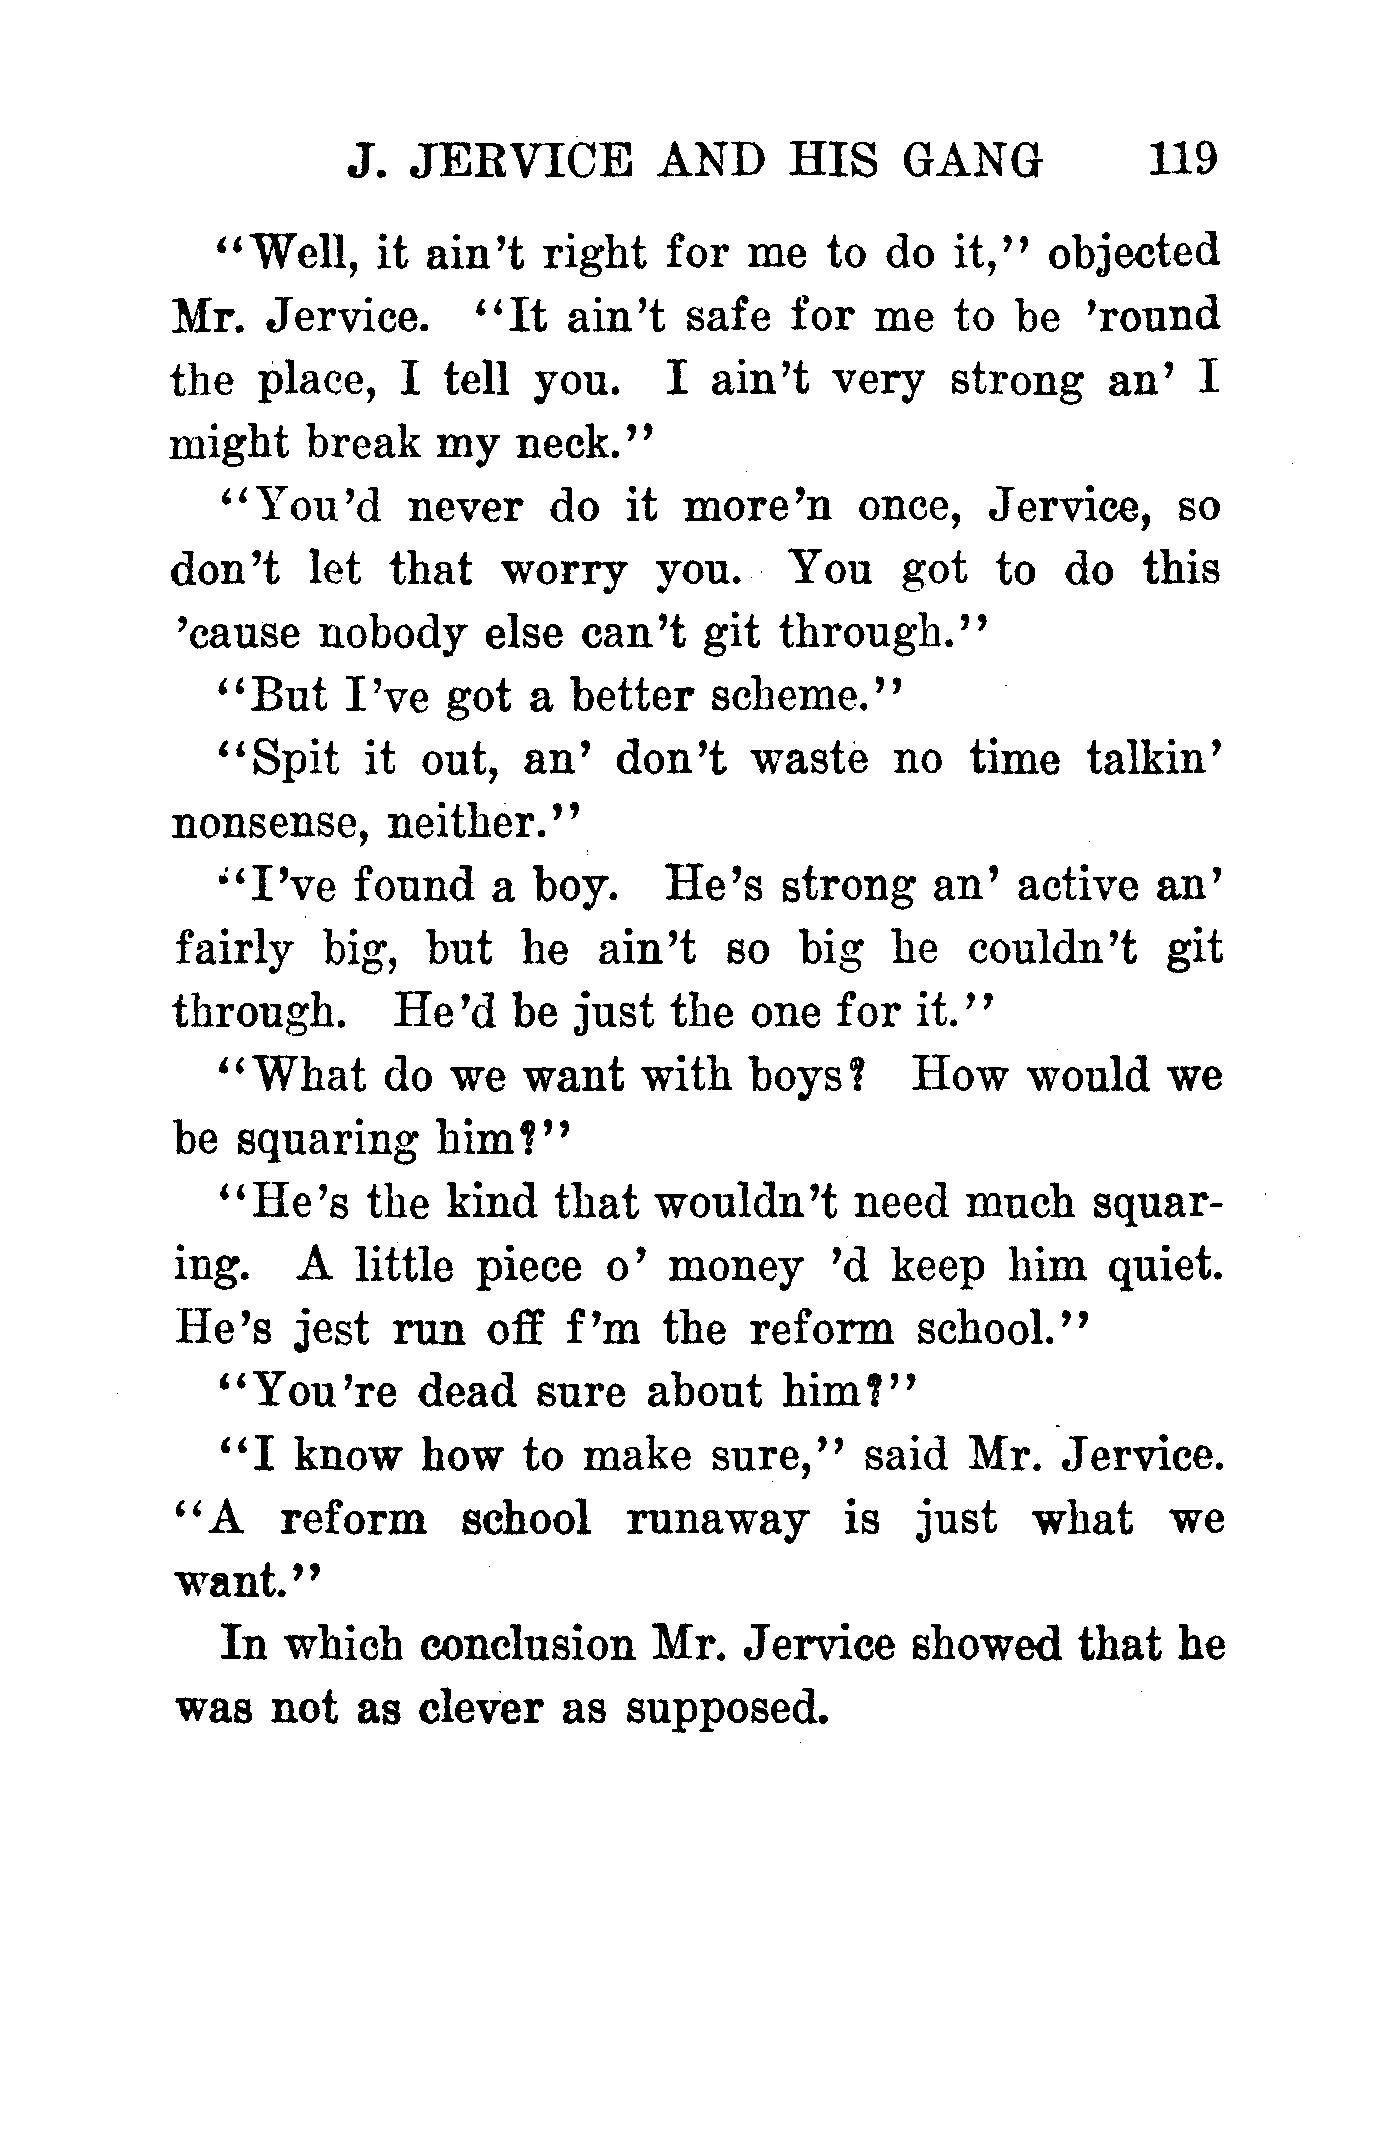 J. JERVICE AND HIS GANG 119
“Well, it ain’t right for me to do it,” objected
Mr. Jervice. “It ain’t safe for me to be ’round
the place, I tell you. I ain’t very strong an’ I
might break my neck.”
“You’d never do it more’n once, Jervice, so
don’t let that worry you. You got to do this
’cause nobody else can’t git through.”
“But I’ve got a better scheme.”
“Spit it out, an’ don’t waste no time talkin’
nonsense, neither.”
“I’ve found a boy. He’s strong an’ active an’
fairly big, but he ain’t so big he couldn’t git
through. He’d be just the one for it.”
“What do we want with boys? How would we
be squaring him?”
“He’s the kind that wouldn’t need much squar-
ing. A little piece o’ money ’d keep him quiet.
He’s jest run off f’m the reform school.”
“You’re dead sure about him?”
“I know how to make sure,” said Mr. Jervice.
“A reform school runaway is just what we
want.”
In which conclusion Mr. Jervice showed that he
was not as clever as supposed.